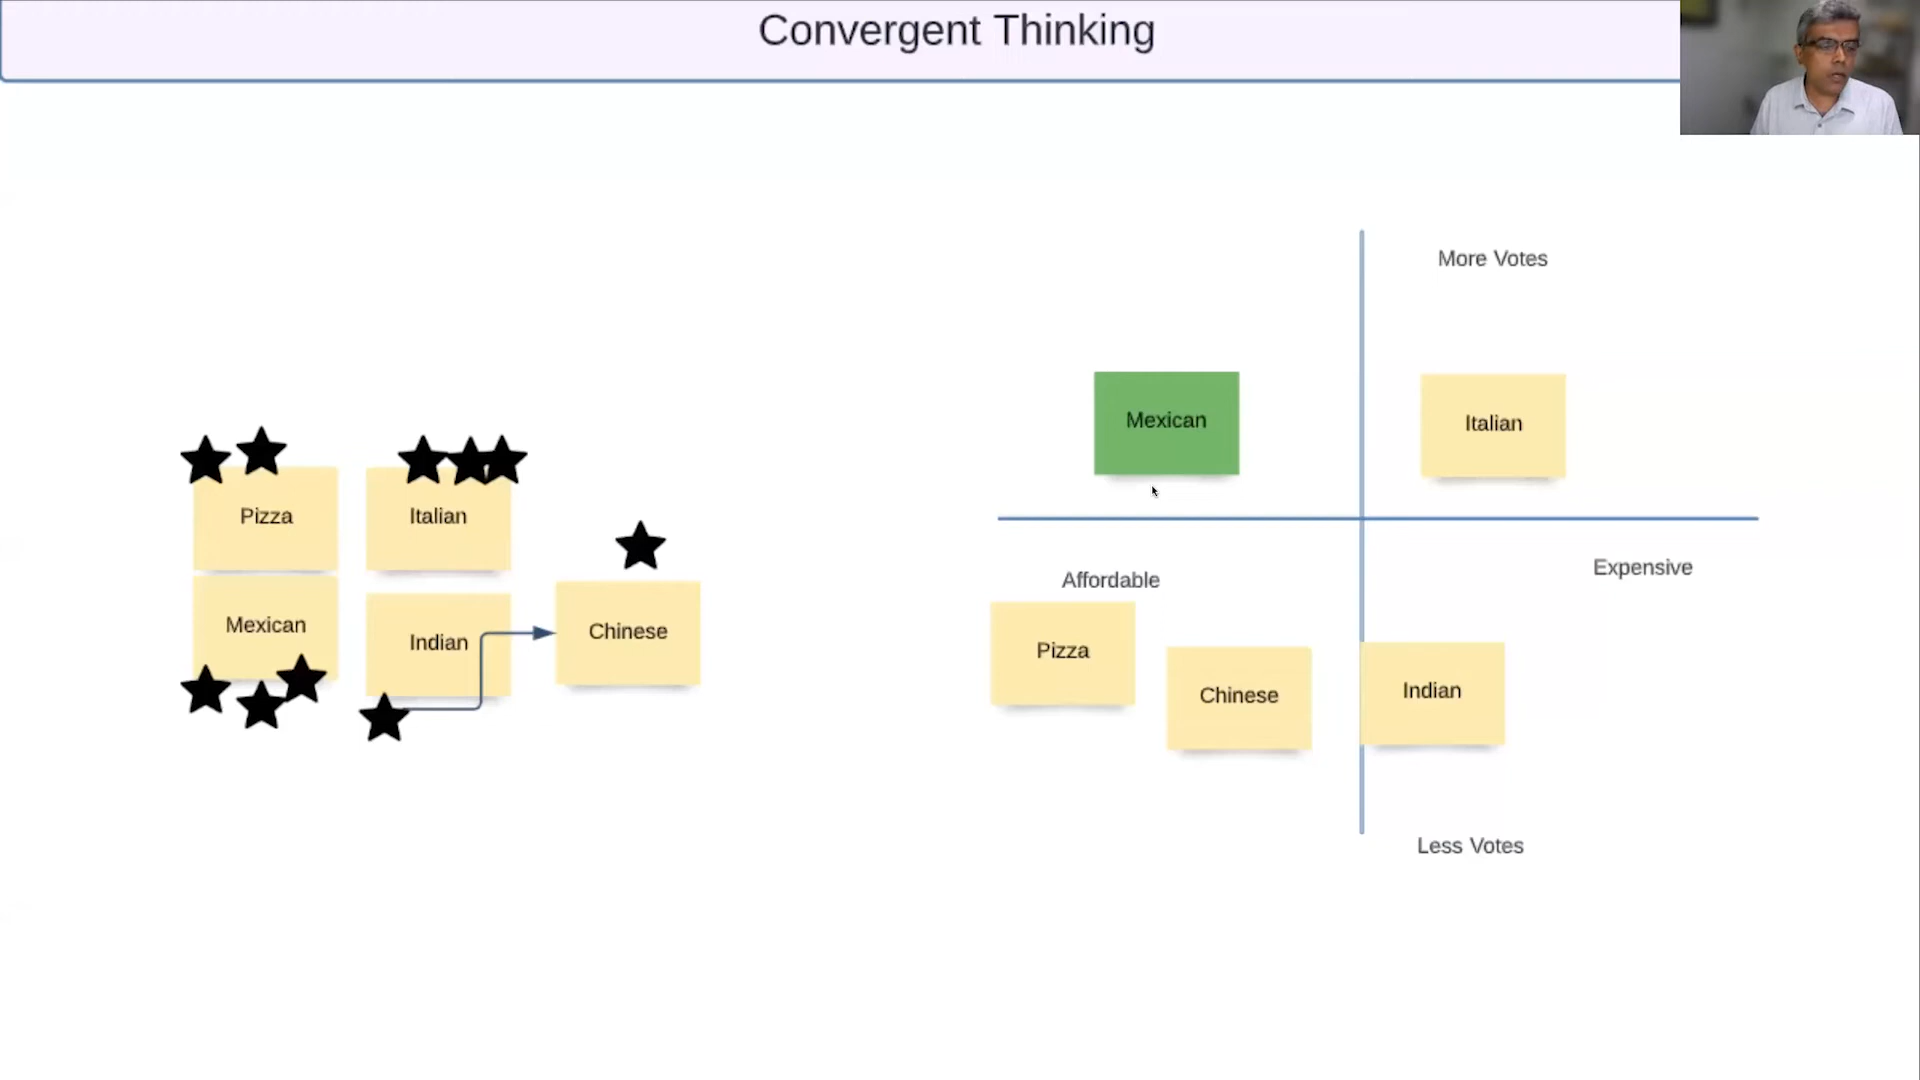 Convergent Thinking
Pizza
Italian
Mexican
Indian
Chinese
More Votes
Mexican
Italian
Affordable
Expensive
Pizza
Chinese
Indian
Less Votes